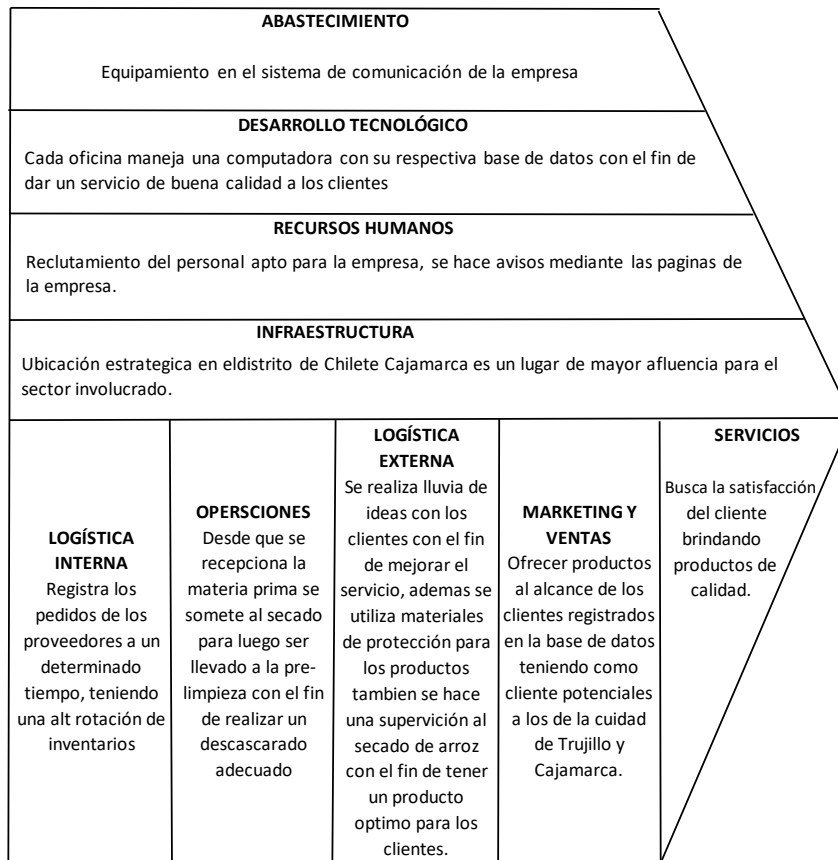 ABASTECIMIENTO
Equipamiento en el sistema de comunicación de la empresa
DESARROLLO TECNOLÓGICO
Cada oficina maneja una computadora con su respectiva base de datos con el fin de
dar un servicio de buena calidad a los clientes
RECURSOS HUMANOS
Reclutamiento del personal apto para la empresa, se hace avisos mediante las paginas de
la empresa.
INFRAESTRUCTURA
Ubicación estrategica en eldistrito de Chilete Cajamarca es un lugar de mayor afluencia para el
sector involucrado.
LOGÍSTICA
INTERNA
Registra los
pedidos de los
proveedores a un
determinado
tiempo, teniendo
una alt rotación de
inventarios
OPERSCIONES
Desde que se
recepciona la
materia prima se
somete al secado
para luego ser
llevado a la pre-
limpieza con el fin
de realizar un
descascarado
adecuado
LOGÍSTICA
EXTERNA
Se realiza lluvia de
ideas con los
clientes con el fin
de mejorar el
servicio, ademas se
utiliza materiales
de protección para
los productos
tambien se hace
una supervición al
secado de arroz
con el fin de tener
un producto
optimo para los
clientes.
MARKETING Y
VENTAS
Ofrecer productos
al alcance de los
clientes registrados
en la base de datos
teniendo como
cliente potenciales
a los de la cuidad
de Trujillo y
Cajamarca.
SERVICIOS
Busca la satisfacción
del cliente
brindando
productos de
calidad.